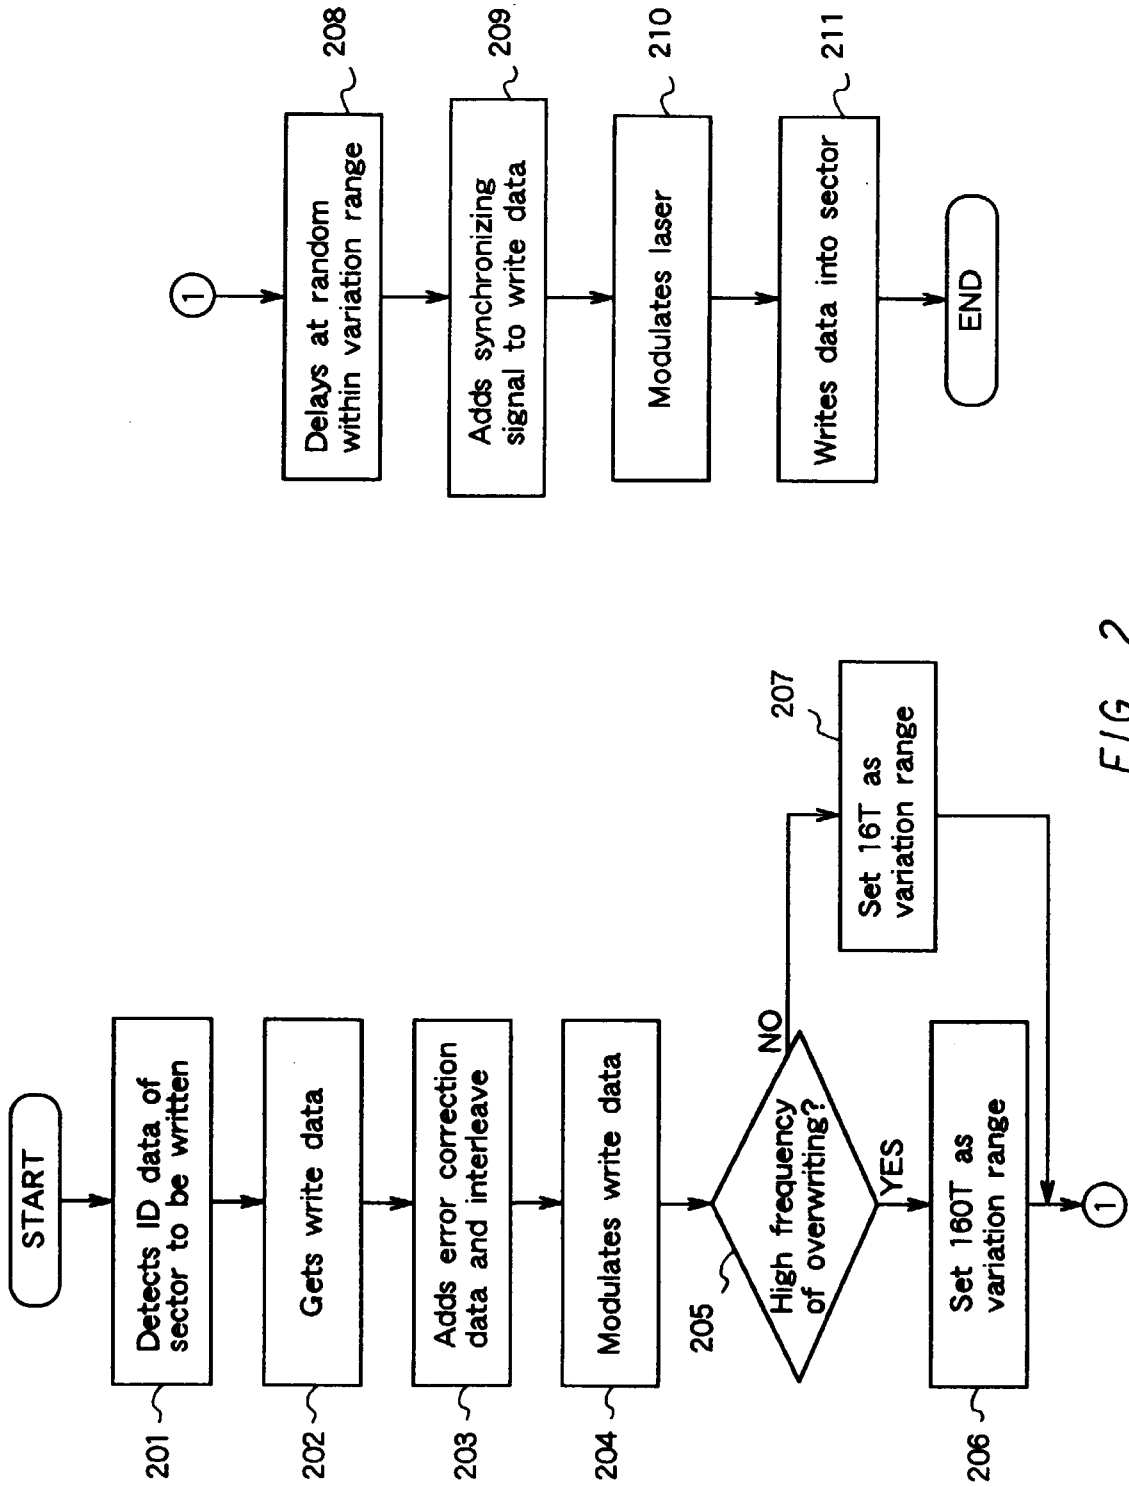 START
Detects ID data of
sector to be written
201
Gets write data
202
Adds error correction
data and interleave
203
Modulates write data
204
High frequency
of overwriting?
205
NO
YES
Set 160T as
variation range
206
Set 16T as
variation range
207
1
1
Delays at random
within variation range
208
Adds synchronizing
signal to write data
209
Modulates laser
210
Writes data into sector
211
END
FIG 2